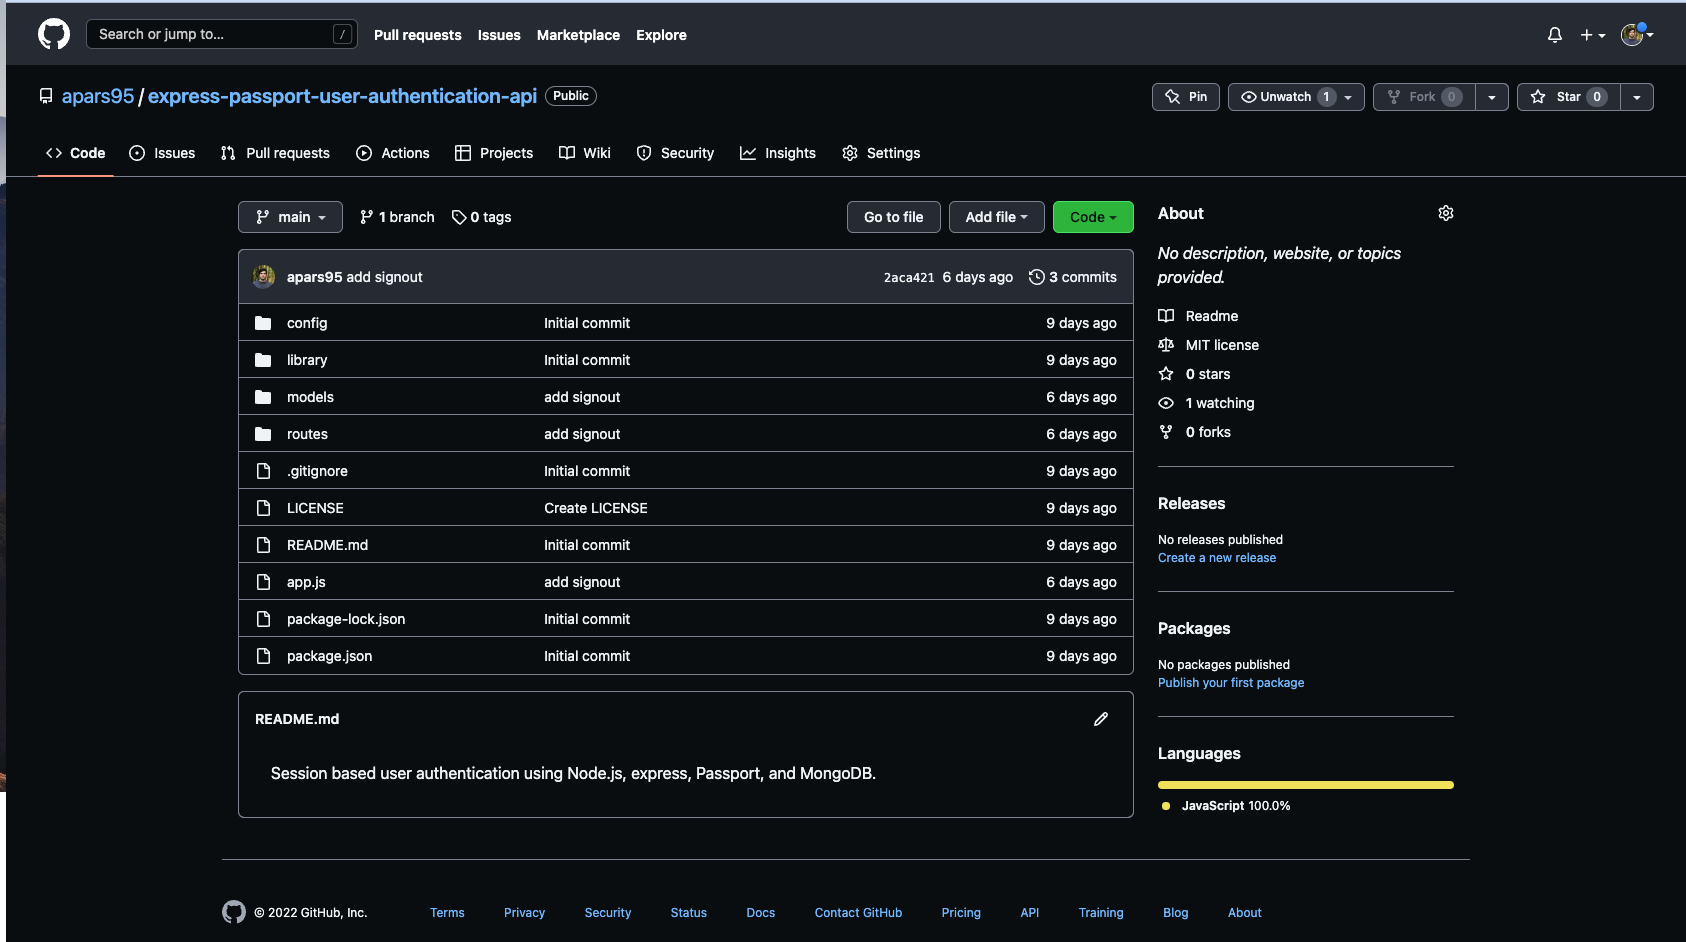 Search or jump to... / Pull requests Issues Marketplace Explore
apars95 / express-passport-user-authentication-api Public Pin Unwatch 1 Fork 0 Star 0
Code Issues Pull requests Actions Projects Wiki Security Insights Settings
main 1 branch 0 tags Go to file Add file Code
apars95 add signout 2aca421 6 days ago 3 commits
config Initial commit 9 days ago
library Initial commit 9 days ago
models add signout 6 days ago
routes add signout 6 days ago
.gitignore Initial commit 9 days ago
LICENSE Create LICENSE 9 days ago
README.md Initial commit 9 days ago
app.js add signout 6 days ago
package-lock.json Initial commit 9 days ago
package.json Initial commit 9 days ago
README.md
Session based user authentication using Node.js, express, Passport, and MongoDB.
About
No description, website, or topics
provided.
Readme
MIT license
0 stars
1 watching
0 forks
Releases
No releases published
Create a new release
Packages
No packages published
Publish your first package
Languages
JavaScript 100.0%
© 2022 GitHub, Inc. Terms Privacy Security Status Docs Contact GitHub Pricing API Training Blog About